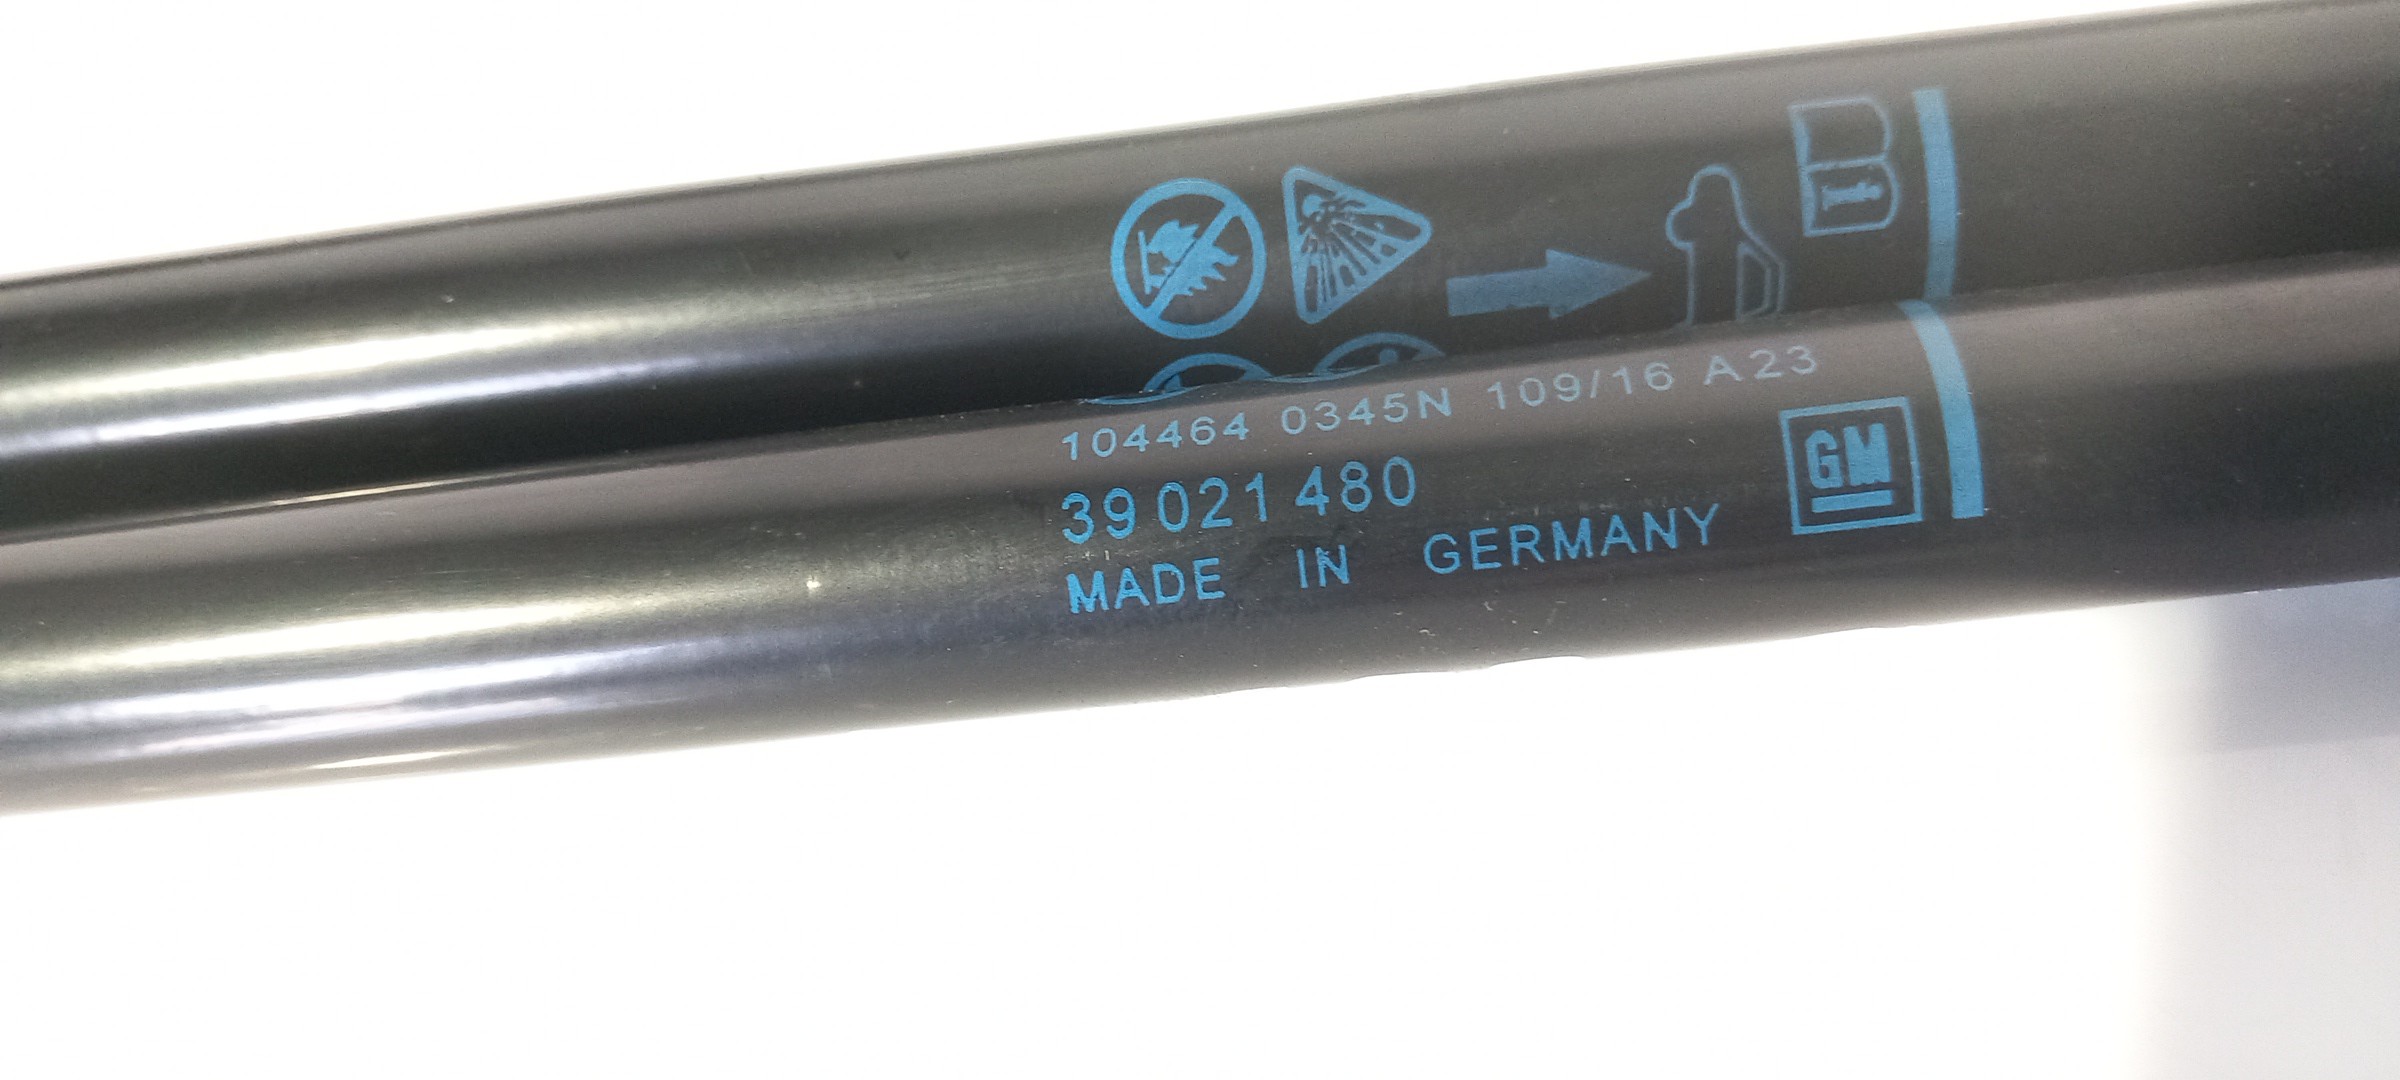 104464 0345N 109/16 A23
39 021 480
MADE IN GERMANY
GM